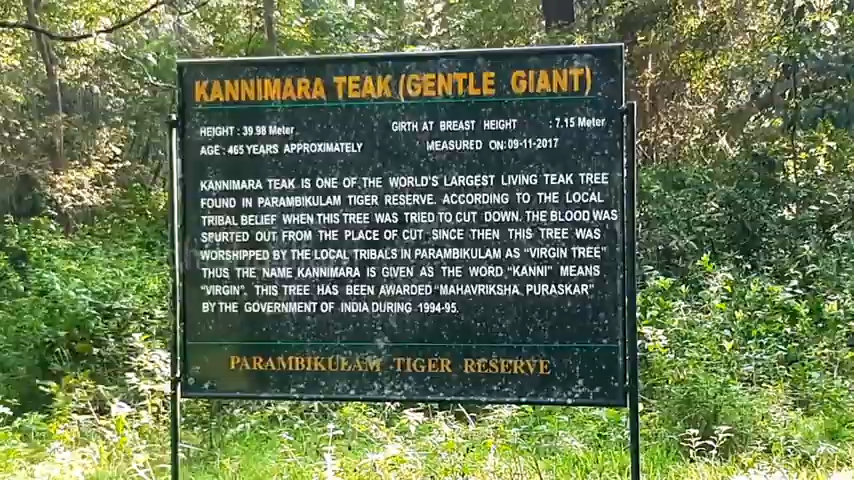 KANNIMARA TEAK (GENTLE GIANT)
HEIGHT : 39.98 Meter GIRTH AT BREAST HEIGHT : 7.15 Meter
AGE : 465 YEARS APPROXIMATELY MEASURED ON:09-11-2017
KANNIMARA TEAK IS ONE OF THE WORLD'S LARGEST LIVING TEAK TREE
FOUND IN PARAMBIKULAM TIGER RESERVE. ACCORDING TO THE LOCAL
TRIBAL BELIEF WHEN THIS TREE WAS TRIED TO CUT DOWN. THE BLOOD WAS
SPURTED OUT FROM THE PLACE OF CUT. SINCE THEN THIS TREE WAS
WORSHIPPED BY THE LOCAL TRIBALS IN PARAMBIKULAM AS "VIRGIN TREE"
THUS THE NAME KANNIMARA IS GIVEN AS THE WORD "KANNI" MEANS
"VIRGIN". THIS TREE HAS BEEN AWARDED "MAHAVRIKSHA PURASKAR"
BY THE GOVERNMENT OF INDIA DURING 1994-95.
PARAMBIKULAM TIGER RESERVE